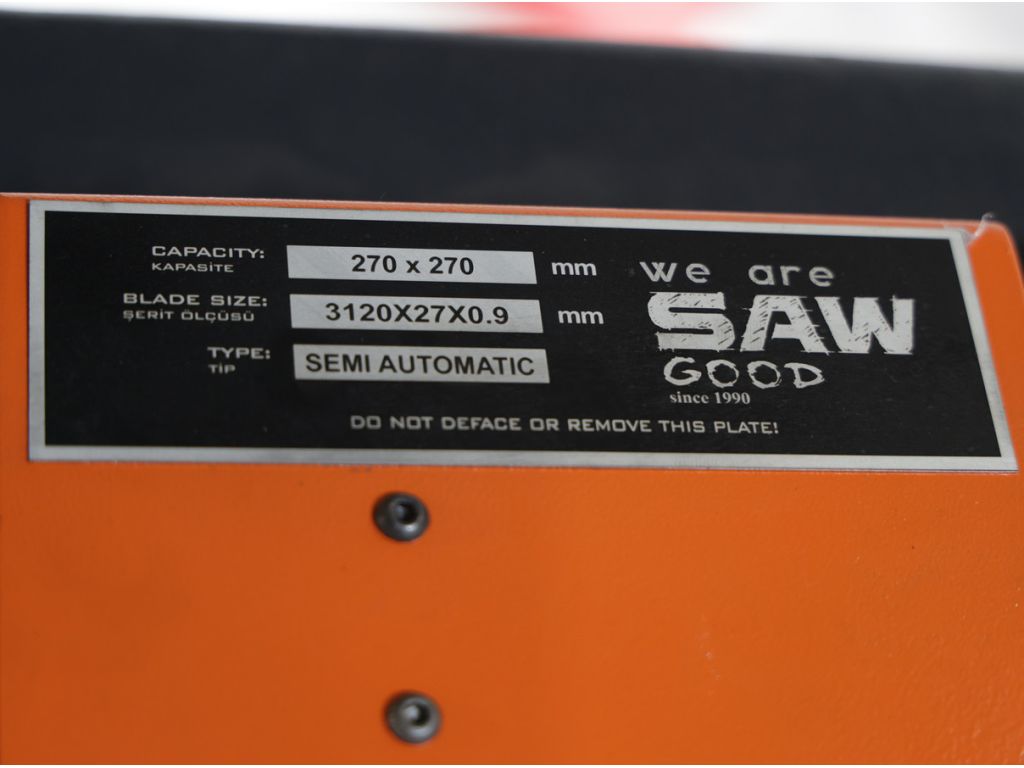 CAPACITY: 270 x 270 mm
KAPASİTE
BLADE SIZE: 3120X27X0.9 mm
ŞERİT ÖLÇÜSÜ
TYPE: SEMI AUTOMATIC
TİP
we are
SAW
GOOD
since 1990
DO NOT DEFACE OR REMOVE THIS PLATE!